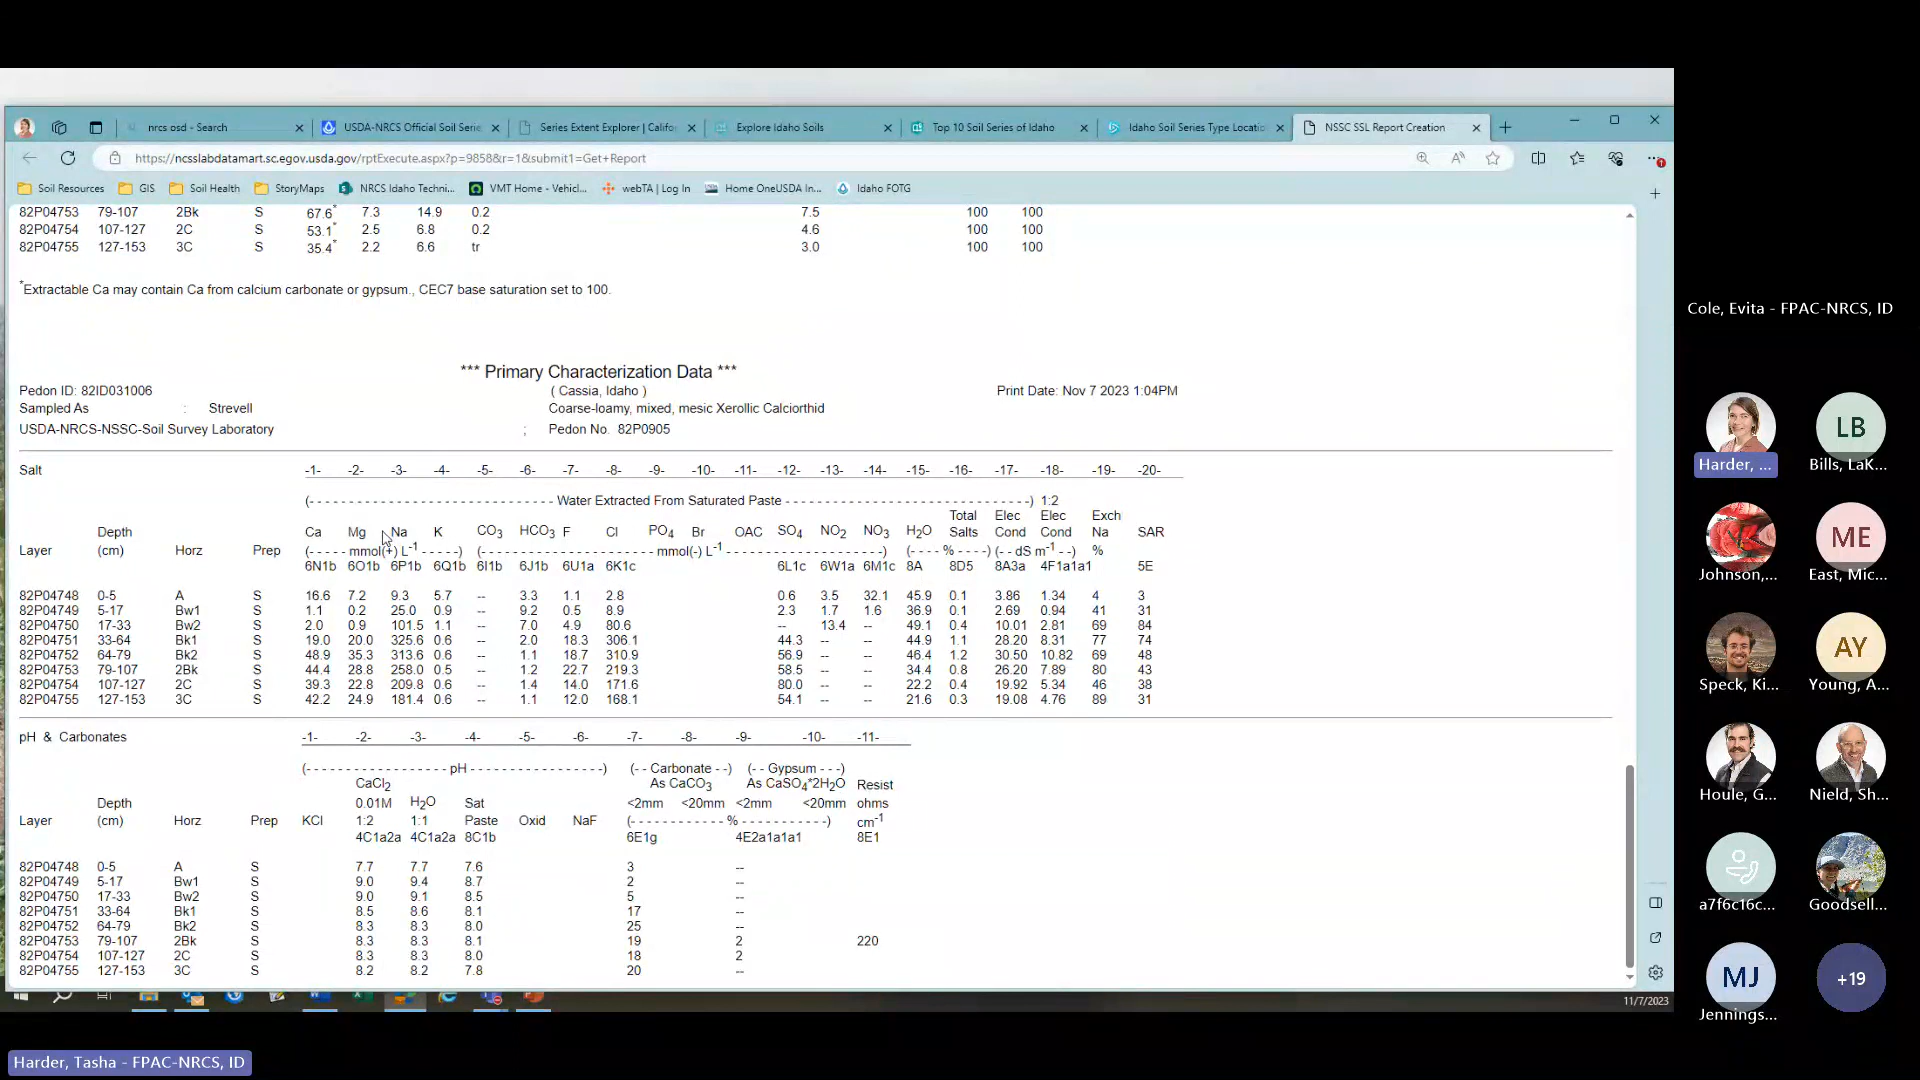 nrcs osd - Search
USDA-NRCS Official Soil Serie
Series Extent Explorer | Califo
Explore Idaho Soils
Top 10 Soil Series of Idaho
Idaho Soil Series Type Locatio
NSSC SSL Report Creation
https://ncsslabdatamart.sc.egov.usda.gov/rptExecute.aspx?p=9858&r=1&submit1=Get+Report
Soil Resources GIS Soil Health StoryMaps NRCS Idaho Techni... VMT Home - Vehicl... webTA | Log In Home OneUSDA In... Idaho FOTG
82P04753 79-107 2Bk S 67.6* 7.3 14.9 0.2 7.5 100 100
82P04754 107-127 2C S 53.1* 2.5 6.8 0.2 4.6 100 100
82P04755 127-153 3C S 35.4* 2.2 6.6 tr 3.0 100 100
*Extractable Ca may contain Ca from calcium carbonate or gypsum., CEC7 base saturation set to 100.
*** Primary Characterization Data ***
Pedon ID: 82ID031006 ( Cassia, Idaho ) Print Date: Nov 7 2023 1:04PM
Sampled As : Strevell Coarse-loamy, mixed, mesic Xerollic Calciorthid
USDA-NRCS-NSSC-Soil Survey Laboratory ; Pedon No. 82P0905
Salt -1- -2- -3- -4- -5- -6- -7- -8- -9- -10- -11- -12- -13- -14- -15- -16- -17- -18- -19- -20-
(- - - - - - - - - - - - - - - - - - - - - - - - - - - - Water Extracted From Saturated Paste - - - - - - - - - - - - - - - - - - - - - - - - - - - -) 1:2
Total Elec Elec Exch
Depth Ca Mg Na K CO3 HCO3 F Cl PO4 Br OAC SO4 NO2 NO3 H2O Salts Cond Cond Na SAR
Layer (cm) Horz Prep (- - - - - mmol(+) L-1 - - - - -) (- - - - - - - - - - - - - - - - - - - - - mmol(-) L-1 - - - - - - - - - - - - - - - - - - -) (- - - - % - - - -) (- - dS m-1 - -) %
6N1b 6O1b 6P1b 6Q1b 6I1b 6J1b 6U1a 6K1c 6L1c 6W1a 6M1c 8A 8D5 8A3a 4F1a1a1 5E
82P04748 0-5 A S 16.6 7.2 9.3 5.7 -- 3.3 1.1 2.8 0.6 3.5 32.1 45.9 0.1 3.86 1.34 4 3
82P04749 5-17 Bw1 S 1.1 0.2 25.0 0.9 -- 9.2 0.5 8.9 2.3 1.7 1.6 36.9 0.1 2.69 0.94 41 31
82P04750 17-33 Bw2 S 2.0 0.9 101.5 1.1 -- 7.0 4.9 80.6 -- 13.4 -- 49.1 0.4 10.01 2.81 69 84
82P04751 33-64 Bk1 S 19.0 20.0 325.6 0.6 -- 2.0 18.3 306.1 44.3 -- -- 44.9 1.1 28.20 8.31 77 74
82P04752 64-79 Bk2 S 48.9 35.3 313.6 0.6 -- 1.1 18.7 310.9 56.9 -- -- 46.4 1.2 30.50 10.82 69 48
82P04753 79-107 2Bk S 44.4 28.8 258.0 0.5 -- 1.2 22.7 219.3 58.5 -- -- 34.4 0.8 26.20 7.89 80 43
82P04754 107-127 2C S 39.3 22.8 209.8 0.6 -- 1.4 14.0 171.6 80.0 -- -- 22.2 0.4 19.92 5.34 46 38
82P04755 127-153 3C S 42.2 24.9 181.4 0.6 -- 1.1 12.0 168.1 54.1 -- -- 21.6 0.3 19.08 4.76 89 31
pH & Carbonates -1- -2- -3- -4- -5- -6- -7- -8- -9- -10- -11-
(- - - - - - - - - - - - - - - - - - - pH - - - - - - - - - - - - - - - - - - -) (- - Carbonate - -) (- - Gypsum - - -)
CaCl2 As CaCO3 As CaSO4*2H2O Resist
Depth 0.01M H2O Sat <2mm <20mm <2mm <20mm ohms
Layer (cm) Horz Prep KCl 1:2 1:1 Paste Oxid NaF (- - - - - - - - - - - - % - - - - - - - - - - -) cm-1
4C1a2a 4C1a2a 8C1b 6E1g 4E2a1a1a1 8E1
82P04748 0-5 A S 7.7 7.7 7.6 3 --
82P04749 5-17 Bw1 S 9.0 9.4 8.7 2 --
82P04750 17-33 Bw2 S 9.0 9.1 8.5 5 --
82P04751 33-64 Bk1 S 8.5 8.6 8.1 17 --
82P04752 64-79 Bk2 S 8.3 8.3 8.0 25 --
82P04753 79-107 2Bk S 8.3 8.3 8.1 19 2 220
82P04754 107-127 2C S 8.3 8.3 8.0 18 2
82P04755 127-153 3C S 8.2 8.2 7.8 20 --
11/7/2023
Cole, Evita - FPAC-NRCS, ID
Harder, ...
LB
Bills, LaK...
Johnson,...
ME
East, Mic...
Speck, Ki...
AY
Young, A...
Houle, G...
Nield, Sh...
a7f6c16c...
Goodsell...
MJ
Jennings...
+19
Harder, Tasha - FPAC-NRCS, ID